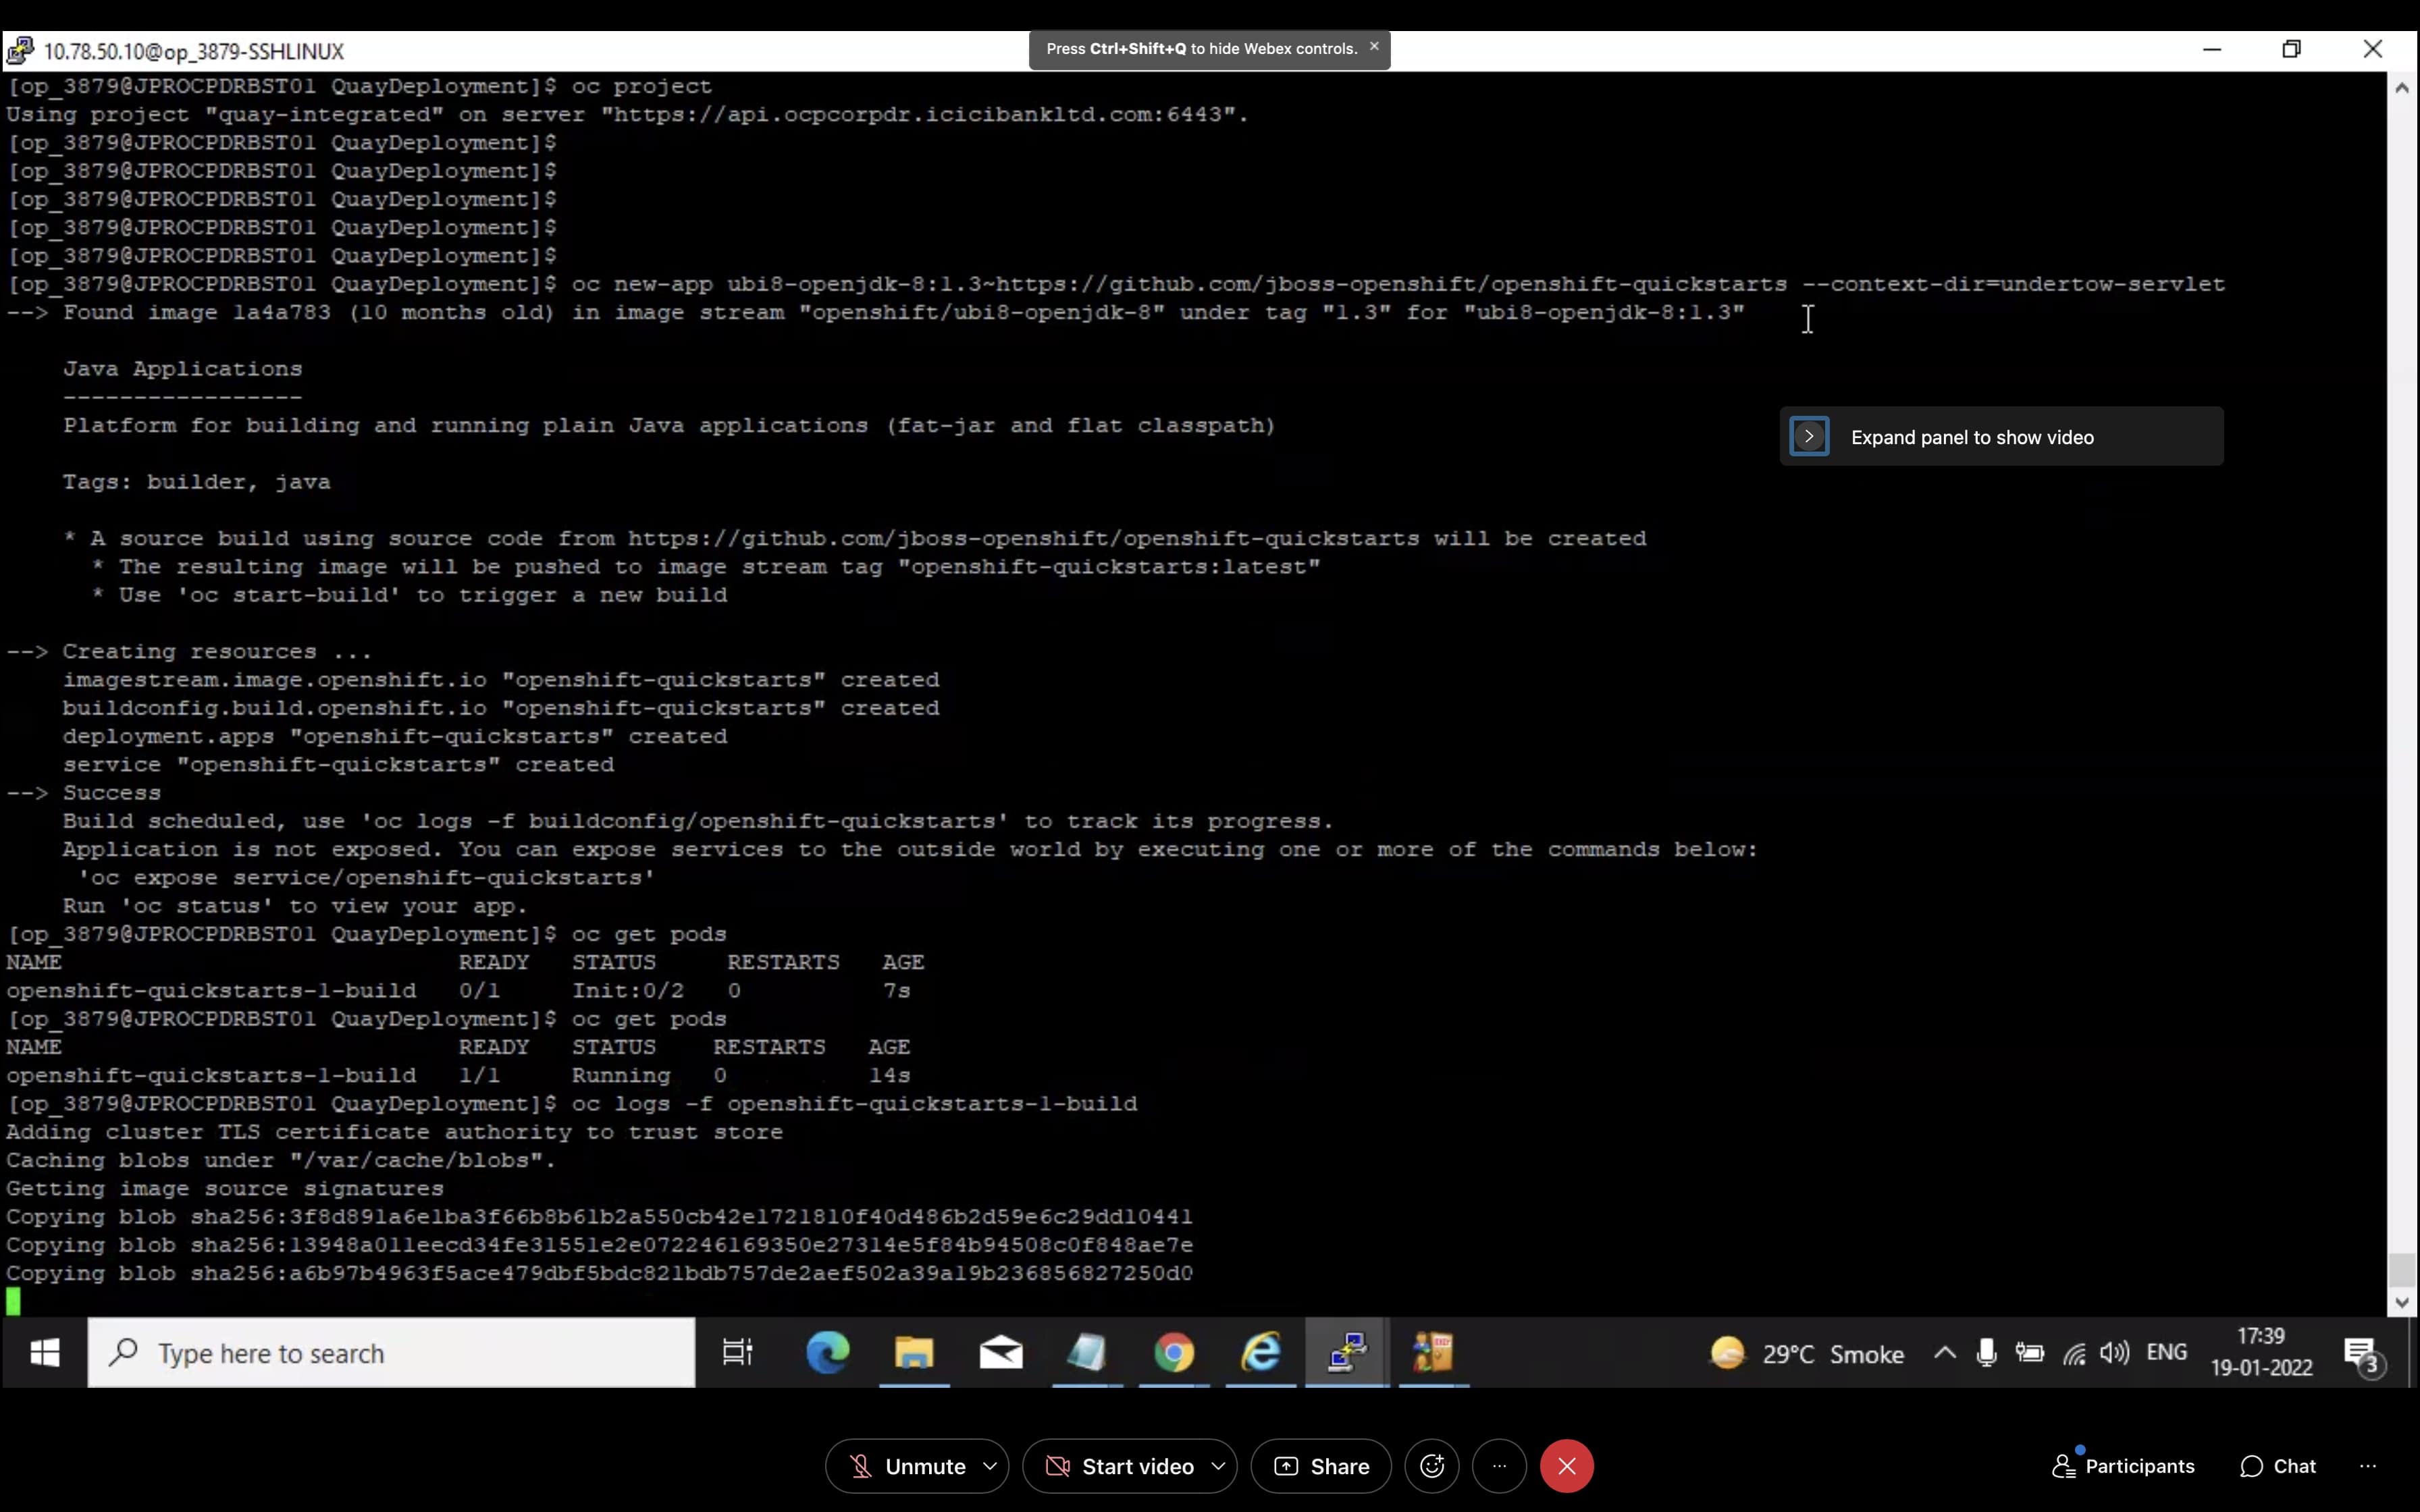 Press Ctrl+Shift+Q to hide Webex controls.
10.78.50.10@op_3879-SSHLINUX
[op_3879@JPROCPDRBST01 QuayDeployment]$ oc project
Using project "quay-integrated" on server "https://api.ocpcorpdr.icicibankltd.com:6443".
[op_3879@JPROCPDRBST01 QuayDeployment]$
[op_3879@JPROCPDRBST01 QuayDeployment]$
[op_3879@JPROCPDRBST01 QuayDeployment]$
[op_3879@JPROCPDRBST01 QuayDeployment]$
[op_3879@JPROCPDRBST01 QuayDeployment]$
[op_3879@JPROCPDRBST01 QuayDeployment]$ oc new-app ubi8-openjdk-8:1.3~https://github.com/jboss-openshift/openshift-quickstarts --context-dir=undertow-servlet
--> Found image 1a4a783 (10 months old) in image stream "openshift/ubi8-openjdk-8" under tag "1.3" for "ubi8-openjdk-8:1.3"
Java Applications
-----------------
Platform for building and running plain Java applications (fat-jar and flat classpath)
Expand panel to show video
Tags: builder, java
* A source build using source code from https://github.com/jboss-openshift/openshift-quickstarts will be created
* The resulting image will be pushed to image stream tag "openshift-quickstarts:latest"
* Use 'oc start-build' to trigger a new build
--> Creating resources ...
imagestream.image.openshift.io "openshift-quickstarts" created
buildconfig.build.openshift.io "openshift-quickstarts" created
deployment.apps "openshift-quickstarts" created
service "openshift-quickstarts" created
--> Success
Build scheduled, use 'oc logs -f buildconfig/openshift-quickstarts' to track its progress.
Application is not exposed. You can expose services to the outside world by executing one or more of the commands below:
'oc expose service/openshift-quickstarts'
Run 'oc status' to view your app.
[op_3879@JPROCPDRBST01 QuayDeployment]$ oc get pods
NAME READY STATUS RESTARTS AGE
openshift-quickstarts-1-build 0/1 Init:0/2 0 7s
[op_3879@JPROCPDRBST01 QuayDeployment]$ oc get pods
NAME READY STATUS RESTARTS AGE
openshift-quickstarts-1-build 1/1 Running 0 14s
[op_3879@JPROCPDRBST01 QuayDeployment]$ oc logs -f openshift-quickstarts-1-build
Adding cluster TLS certificate authority to trust store
Caching blobs under "/var/cache/blobs".
Getting image source signatures
Copying blob sha256:3f8d891a6e1ba3f66b8b61b2a550cb42e1721810f40d486b2d59e6c29dd10441
Copying blob sha256:13948a011eecd34fe31551e2e072246169350e27314e5f84b94508c0f848ae7e
Copying blob sha256:a6b97b4963f5ace479dbf5bdc821bdb757de2aef502a39a19b236856827250d0
Type here to search
29°C Smoke
ENG
17:39
19-01-2022
3
Unmute
Start video
Share
Participants
Chat